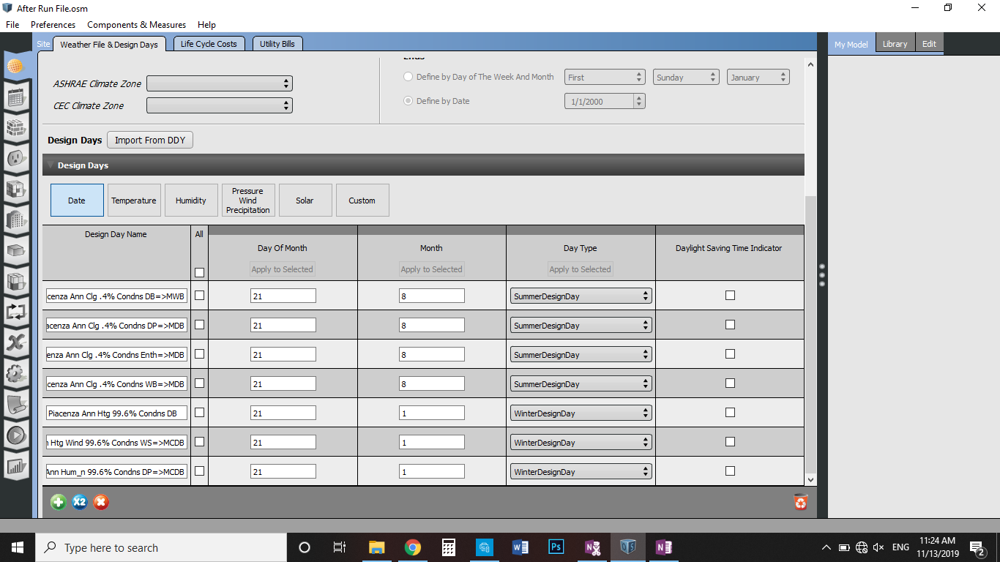 After Run File.osm
File Preferences Components & Measures Help
Site Weather File & Design Days Life Cycle Costs Utility Bills My Model Library Edit
Ends
ASHRAE Climate Zone Define by Day of The Week And Month First Sunday January
CEC Climate Zone Define by Date 1/1/2000
Design Days Import From DDY
Design Days
Date Temperature Humidity Pressure Wind Precipitation Solar Custom
Design Day Name All Day Of Month Month Day Type Daylight Saving Time Indicator
Apply to Selected Apply to Selected Apply to Selected
cenza Ann Clg .4% Condns DB=>MWB 21 8 SummerDesignDay
acenza Ann Clg .4% Condns DP=>MDB 21 8 SummerDesignDay
enza Ann Clg .4% Condns Enth=>MDB 21 8 SummerDesignDay
cenza Ann Clg .4% Condns WB=>MDB 21 8 SummerDesignDay
Piacenza Ann Htg 99.6% Condns DB 21 1 WinterDesignDay
n Htg Wind 99.6% Condns WS=>MCDB 21 1 WinterDesignDay
Ann Hum_n 99.6% Condns DP=>MCDB 21 1 WinterDesignDay
X2
Type here to search W Ps N N ENG 11:24 AM
11/13/2019 2